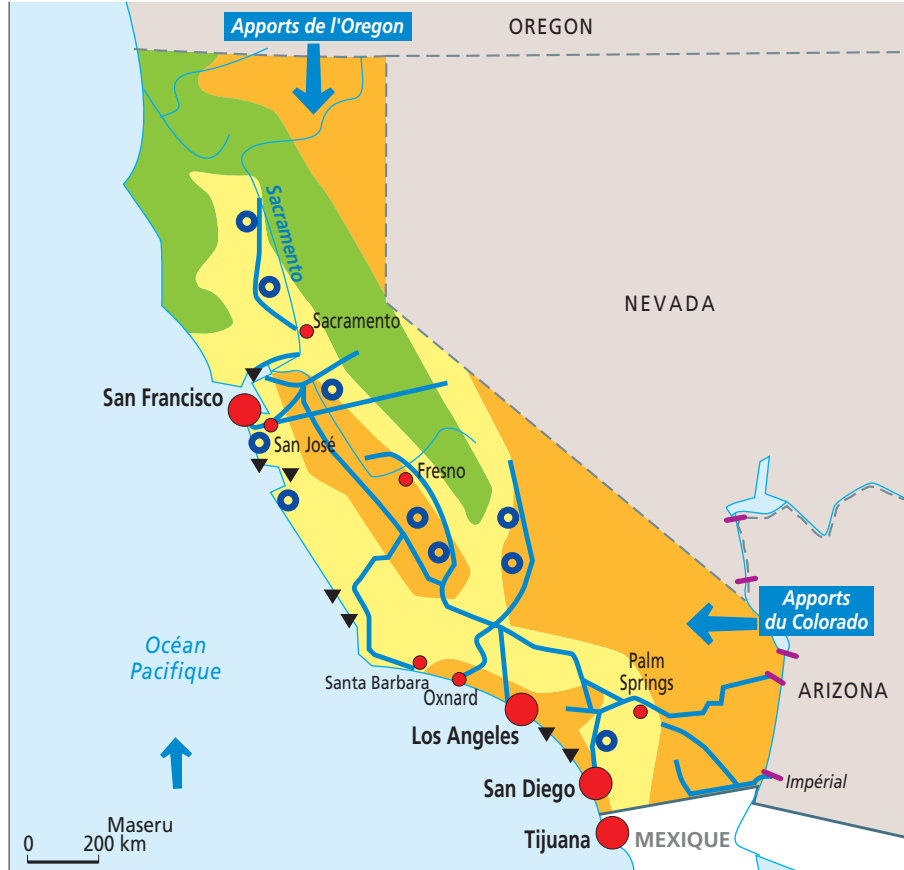 Apports de l'Oregon
OREGON
Sacramento
NEVADA
Sacramento
San Francisco
San José
Fresno
Apports
du Colorado
Océan
Pacifique
Palm
Springs
Santa Barbara
Oxnard
ARIZONA
Los Angeles
San Diego
Impérial
Maseru
0 200 km
Tijuana
MEXIQUE